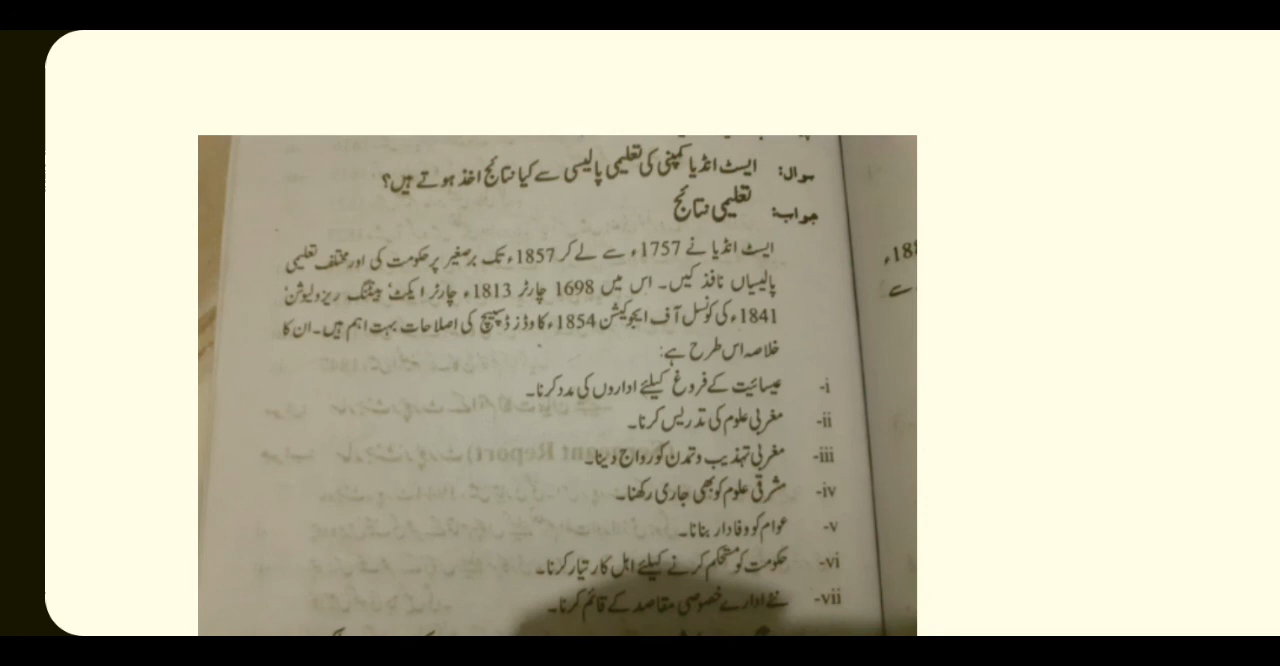 سوال: ایسٹ انڈیا کمپنی کی تعلیمی پالیسی سے کیا نتائج اخذ ہوتے ہیں؟
جواب: تعلیمی نتائج
ایسٹ انڈیا نے 1757ء سے لے کر 1857ء تک برصغیر پر حکومت کی اور مختلف تعلیمی
پالیسیاں نافذ کیں۔ اس میں 1698 چارٹر 1813ء چارٹر ایکٹ' بیٹنگ ریزولیوشن'
1841ء کی کونسل آف ایجوکیشن 1854ء کا وڈز ڈسپیچ کی اصلاحات بہت اہم ہیں۔ ان کا
خلاصہ اس طرح ہے:
i- عیسائیت کے فروغ کیلئے اداروں کی مدد کرنا۔
ii- مغربی علوم کی تدریس کرنا۔
iii- مغربی تہذیب و تمدن کو رواج دینا۔
iv- مشرقی علوم کو بھی جاری رکھنا۔
v- عوام کو وفادار بنانا۔
vi- حکومت کو مستحکم کرنے کیلئے اہل کار تیار کرنا۔
vii- نئے ادارے خصوصی مقاصد کے قائم کرنا۔